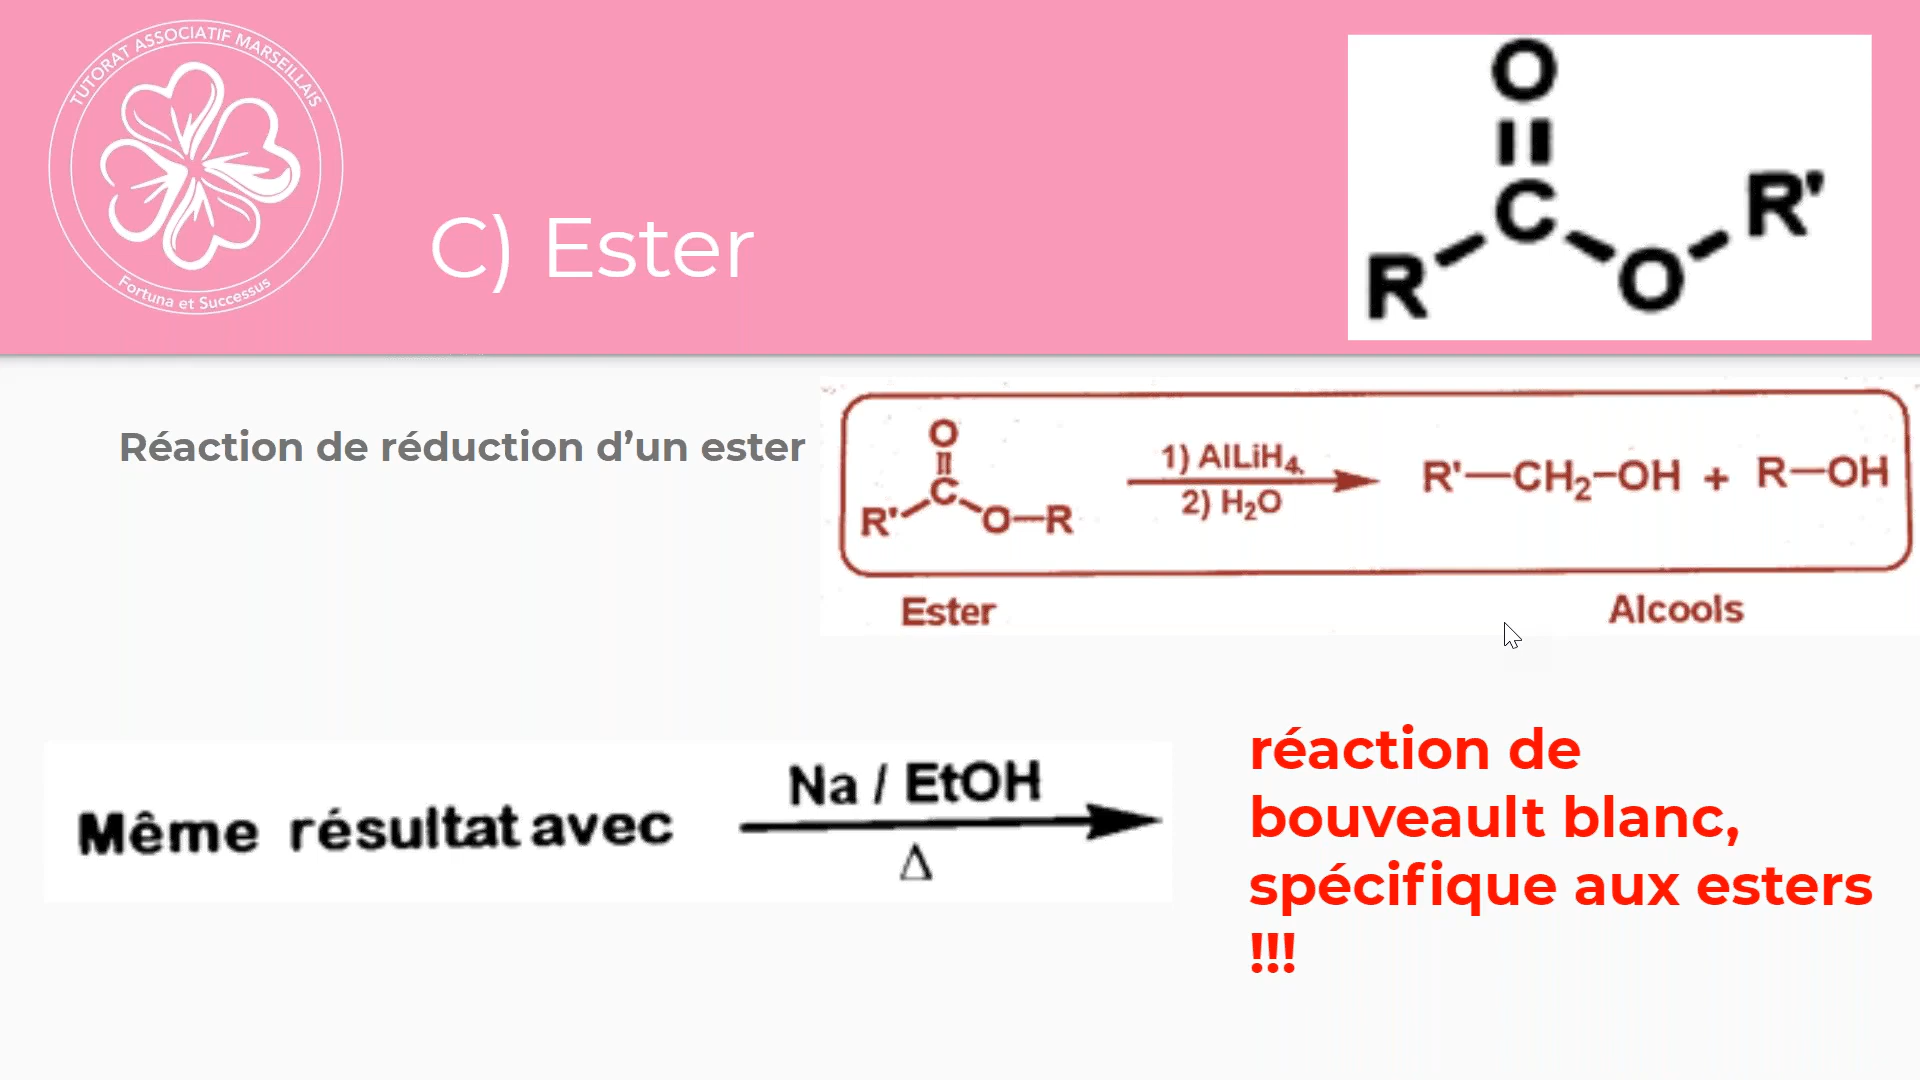 TUTORAT ASSOCIATIF MARSEILLAIS
Fortuna et Successus
C) Ester
O
C
R
O
R'
Réaction de réduction d’un ester
O
C
R'
O—R
1) AlLiH4
2) H2O
R'—CH2–OH + R—OH
Ester
Alcools
Même résultat avec
Na / EtOH
Δ
réaction de
bouveault blanc,
spécifique aux esters
!!!